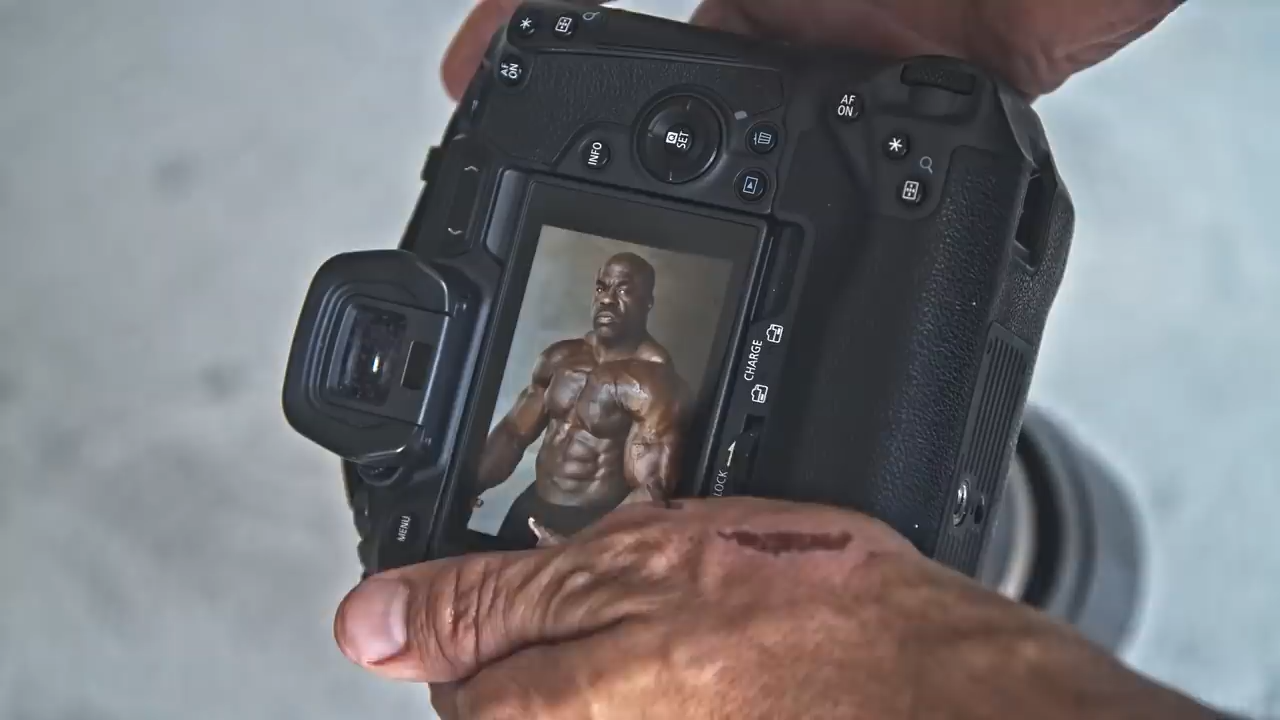 AF
ON
INFO
SET
AF
ON
CHARGE
LOCK
MENU